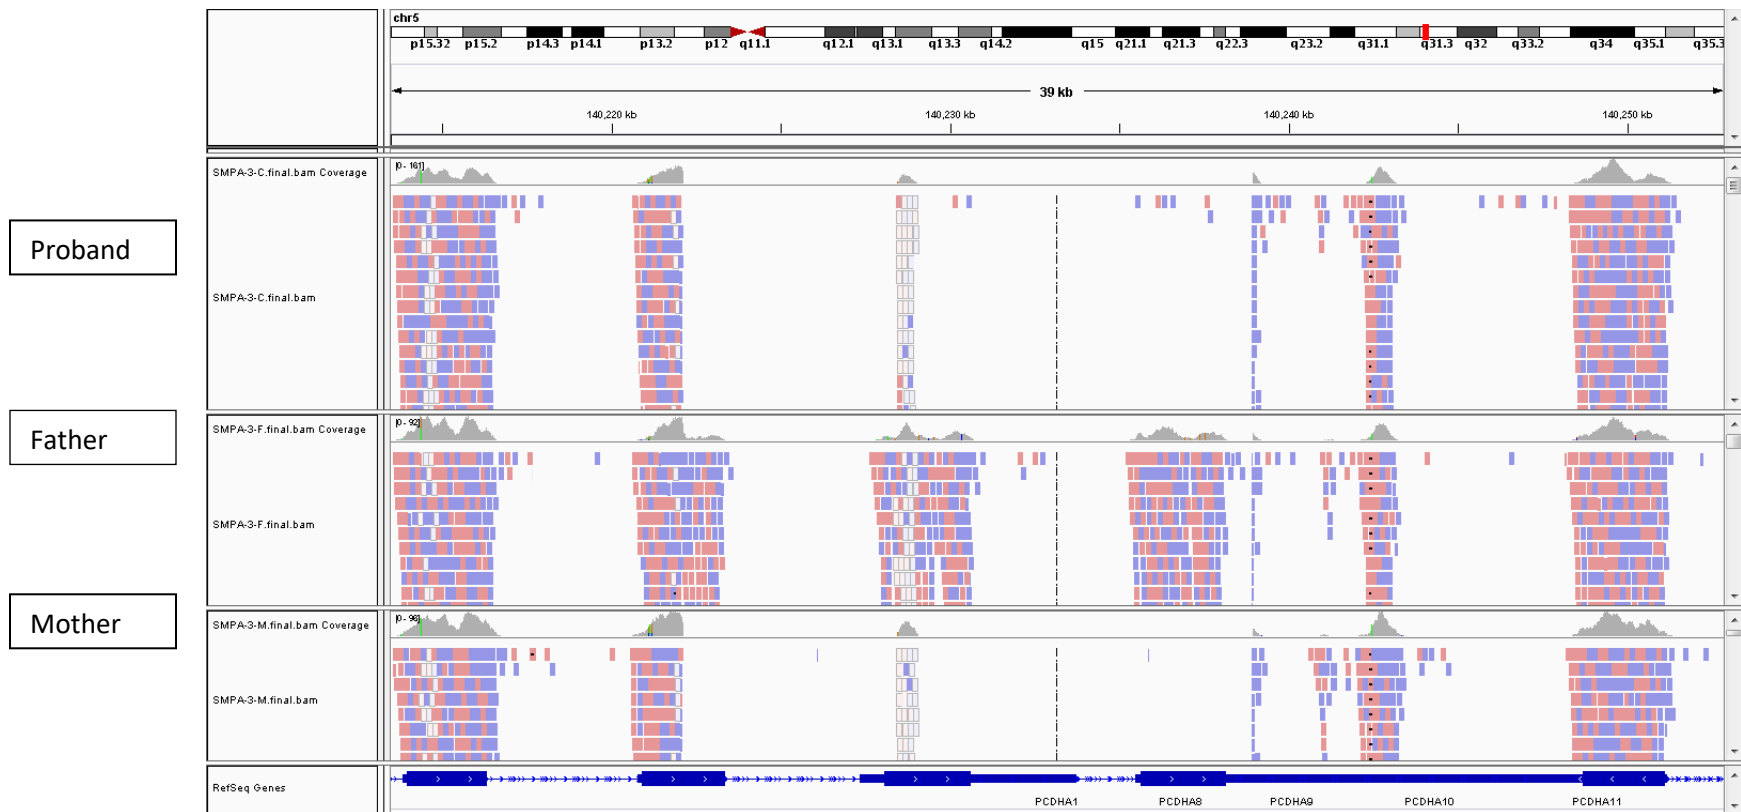 chr5
p15.32 p15.2 p14.3 p14.1 p13.2 p12 q11.1 q12.1 q13.1 q13.3 q14.2 q15 q21.1 q21.3 q22.3 q23.2 q31.1 q31.3 q32 q33.2 q34 q35.1 q35.3
39 kb
140,220 kb 140,230 kb 140,240 kb 140,250 kb
SMPA-3-C.final.bam Coverage
[0 - 161]
Proband
SMPA-3-C.final.bam
Father
SMPA-3-F.final.bam Coverage
[0 - 92]
SMPA-3-F.final.bam
Mother
SMPA-3-M.final.bam Coverage
[0 - 96]
SMPA-3-M.final.bam
RefSeq Genes
PCDHA1 PCDHA8 PCDHA9 PCDHA10 PCDHA11